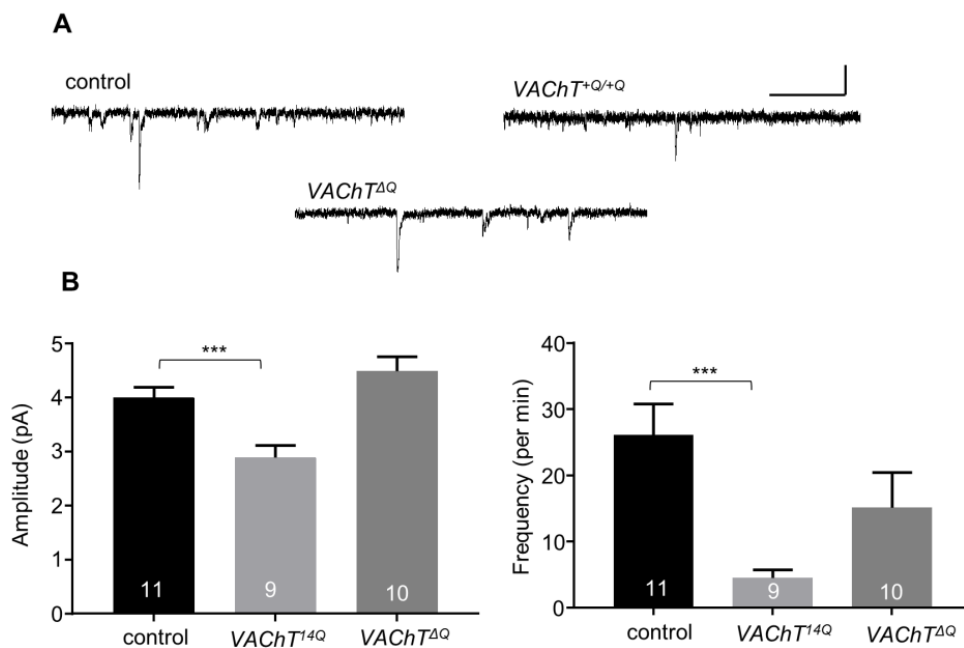 A
control
VAChT+Q/+Q
VAChTΔQ
B
Amplitude (pA)
5
4
3
2
1
0
***
11
9
10
control
VAChT14Q
VAChTΔQ
Frequency (per min)
40
30
20
10
0
***
11
9
10
control
VAChT14Q
VAChTΔQ